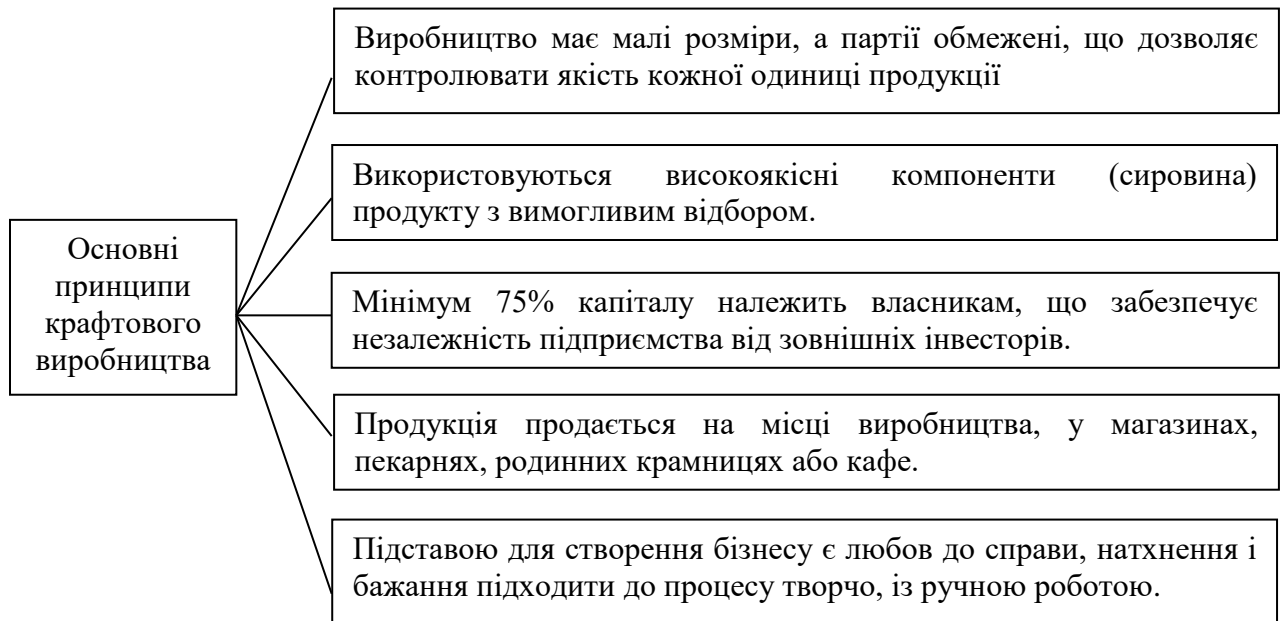 Основні
принципи
крафтового
виробництва
Виробництво має малі розміри, а партії обмежені, що дозволяє
контролювати якість кожної одиниці продукції
Використовуються високоякісні компоненти (сировина)
продукту з вимогливим відбором.
Мінімум 75% капіталу належить власникам, що забезпечує
незалежність підприємства від зовнішніх інвесторів.
Продукція продається на місці виробництва, у магазинах,
пекарнях, родинних крамницях або кафе.
Підставою для створення бізнесу є любов до справи, натхнення і
бажання підходити до процесу творчо, із ручною роботою.